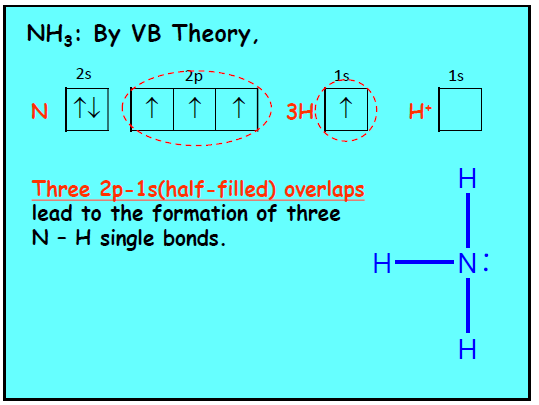 NH₃: By VB Theory,
2s 2p 1s 1s
N ↑↓ ↑ ↑ ↑ 3H ↑ H⁺
Three 2p-1s(half-filled) overlaps
lead to the formation of three
N – H single bonds.
H
H N:
H